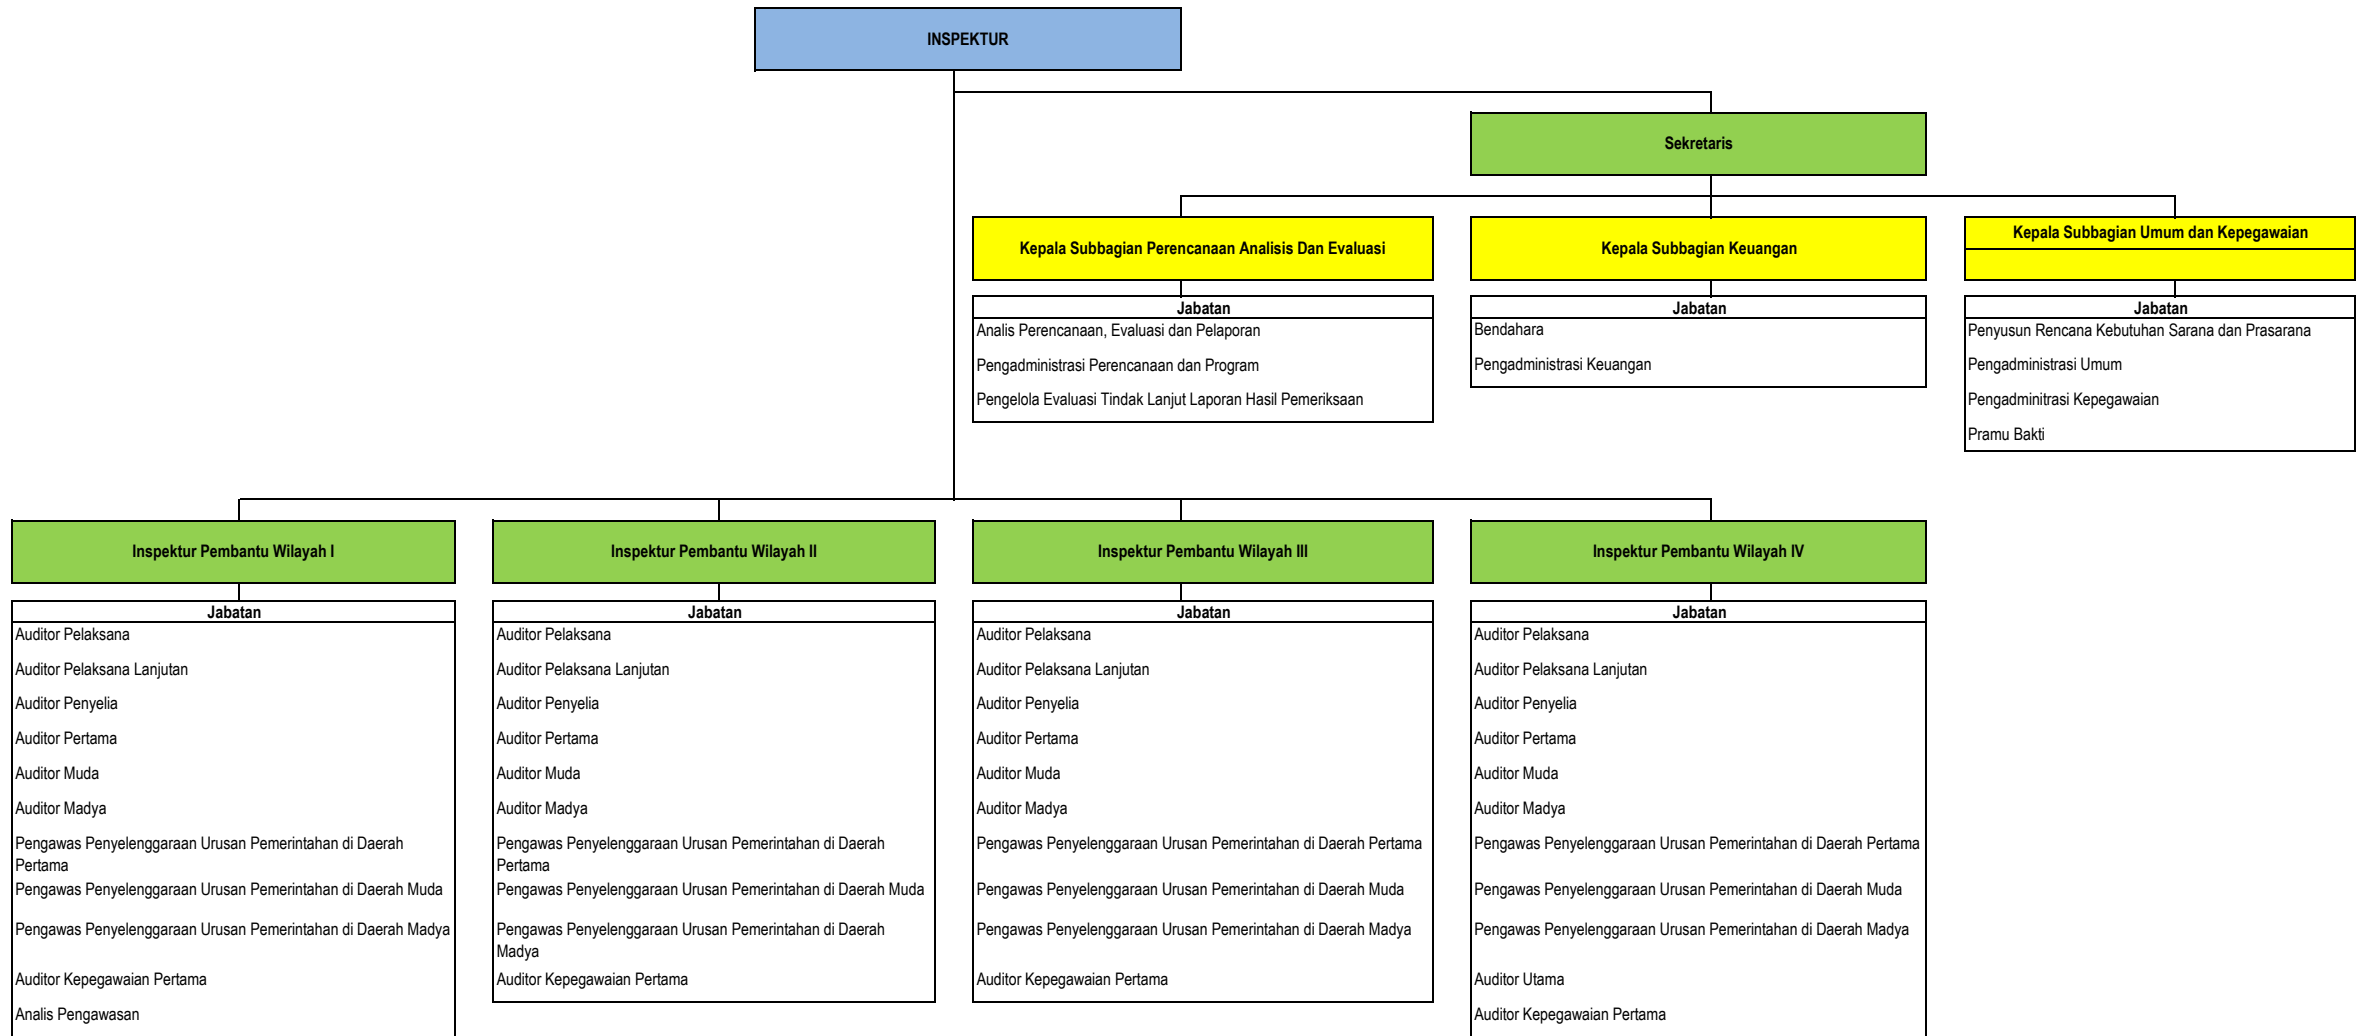 INSPEKTUR
Sekretaris
Kepala Subbagian Perencanaan Analisis Dan Evaluasi
Jabatan
Analis Perencanaan, Evaluasi dan Pelaporan
Pengadministrasi Perencanaan dan Program
Pengelola Evaluasi Tindak Lanjut Laporan Hasil Pemeriksaan
Kepala Subbagian Keuangan
Jabatan
Bendahara
Pengadministrasi Keuangan
Kepala Subbagian Umum dan Kepegawaian
Jabatan
Penyusun Rencana Kebutuhan Sarana dan Prasarana
Pengadministrasi Umum
Pengadminitrasi Kepegawaian
Pramu Bakti
Inspektur Pembantu Wilayah I
Jabatan
Auditor Pelaksana
Auditor Pelaksana Lanjutan
Auditor Penyelia
Auditor Pertama
Auditor Muda
Auditor Madya
Pengawas Penyelenggaraan Urusan Pemerintahan di Daerah
Pertama
Pengawas Penyelenggaraan Urusan Pemerintahan di Daerah Muda
Pengawas Penyelenggaraan Urusan Pemerintahan di Daerah Madya
Auditor Kepegawaian Pertama
Analis Pengawasan
Inspektur Pembantu Wilayah II
Jabatan
Auditor Pelaksana
Auditor Pelaksana Lanjutan
Auditor Penyelia
Auditor Pertama
Auditor Muda
Auditor Madya
Pengawas Penyelenggaraan Urusan Pemerintahan di Daerah
Pertama
Pengawas Penyelenggaraan Urusan Pemerintahan di Daerah Muda
Pengawas Penyelenggaraan Urusan Pemerintahan di Daerah
Madya
Auditor Kepegawaian Pertama
Inspektur Pembantu Wilayah III
Jabatan
Auditor Pelaksana
Auditor Pelaksana Lanjutan
Auditor Penyelia
Auditor Pertama
Auditor Muda
Auditor Madya
Pengawas Penyelenggaraan Urusan Pemerintahan di Daerah Pertama
Pengawas Penyelenggaraan Urusan Pemerintahan di Daerah Muda
Pengawas Penyelenggaraan Urusan Pemerintahan di Daerah Madya
Auditor Kepegawaian Pertama
Inspektur Pembantu Wilayah IV
Jabatan
Auditor Pelaksana
Auditor Pelaksana Lanjutan
Auditor Penyelia
Auditor Pertama
Auditor Muda
Auditor Madya
Pengawas Penyelenggaraan Urusan Pemerintahan di Daerah Pertama
Pengawas Penyelenggaraan Urusan Pemerintahan di Daerah Muda
Pengawas Penyelenggaraan Urusan Pemerintahan di Daerah Madya
Auditor Utama
Auditor Kepegawaian Pertama